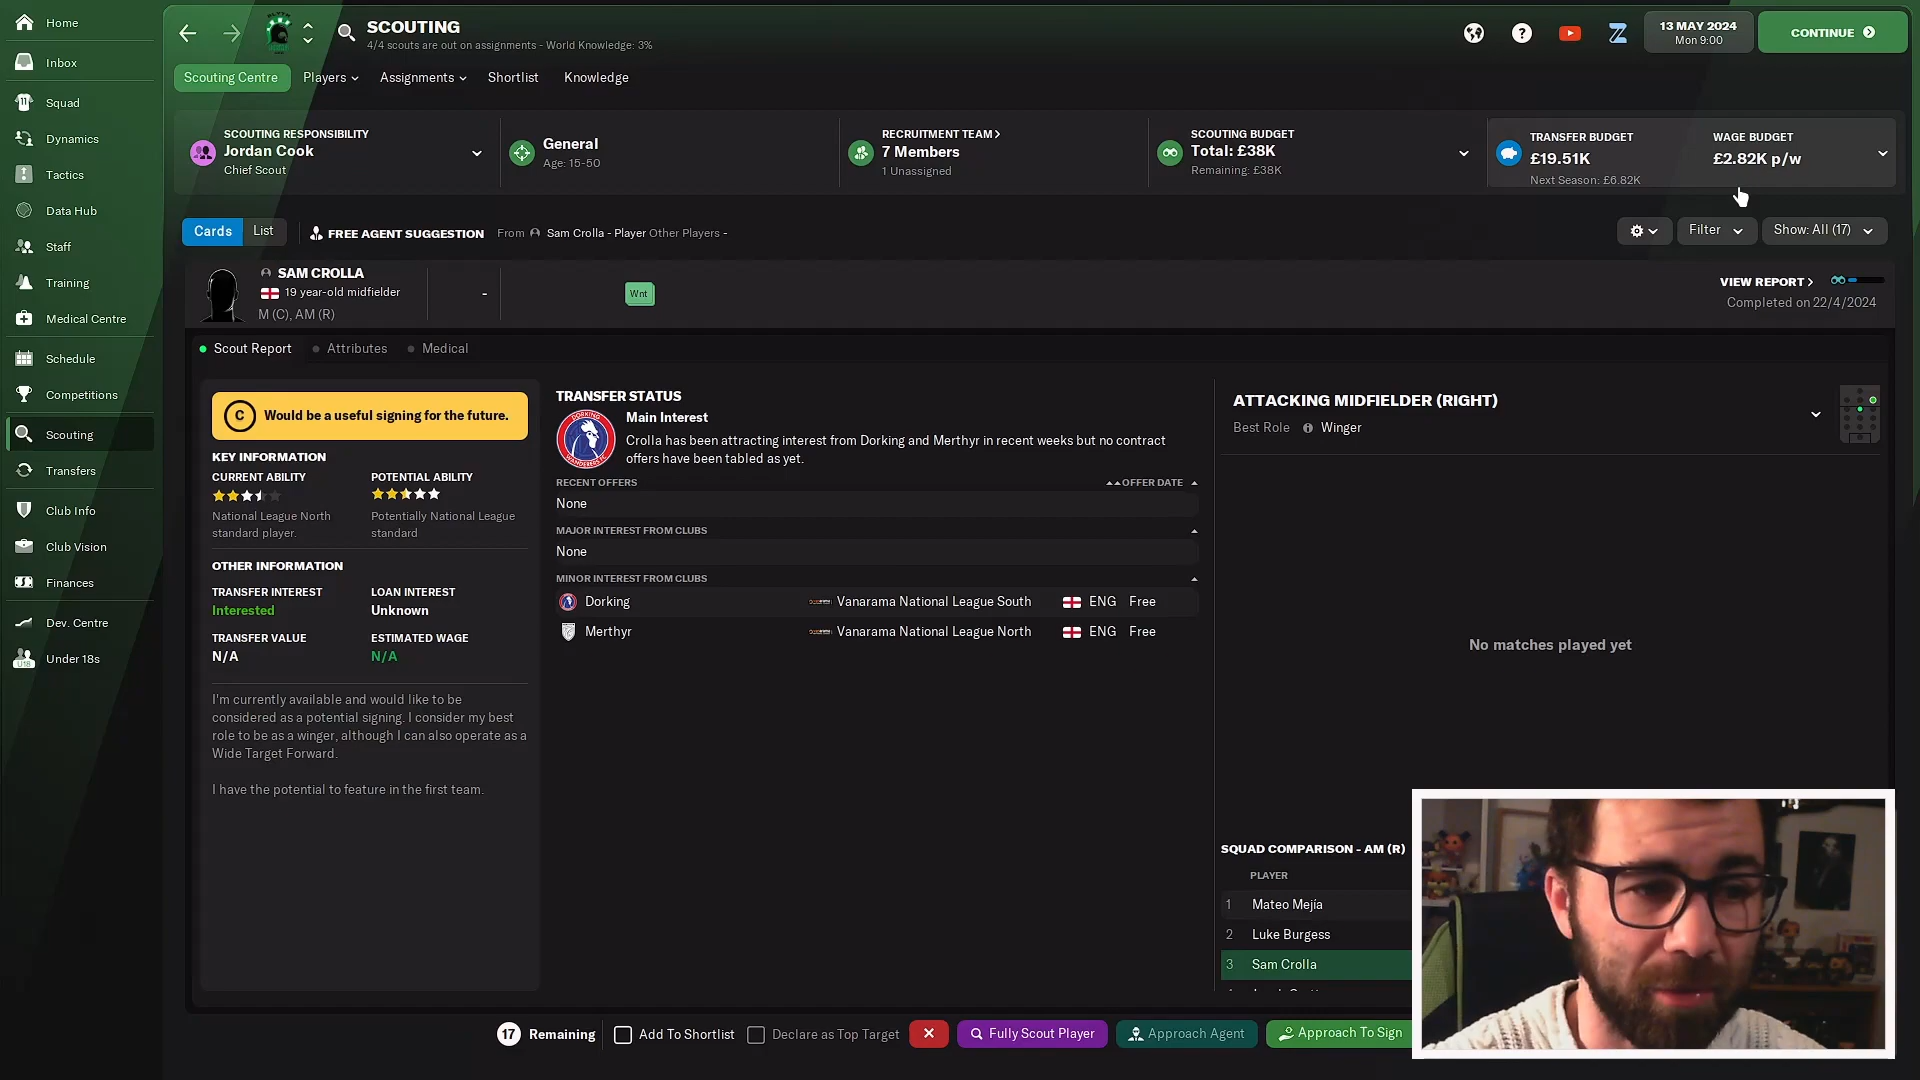 Home
Inbox
Squad
Dynamics
Tactics
Data Hub
Staff
Training
Medical Centre
Schedule
Competitions
Scouting
Transfers
Club Info
Club Vision
Finances
Dev. Centre
Under 18s
SCOUTING
4/4 scouts are out on assignments - World Knowledge: 3%
13 MAY 2024
Mon 9:00
CONTINUE
Scouting Centre
Players
Assignments
Shortlist
Knowledge
SCOUTING RESPONSIBILITY
Jordan Cook
Chief Scout
General
Age: 15-50
RECRUITMENT TEAM >
7 Members
1 Unassigned
SCOUTING BUDGET
Total: £38K
Remaining: £38K
TRANSFER BUDGET
£19.51K
Next Season: £6.82K
WAGE BUDGET
£2.82K p/w
Cards
List
FREE AGENT SUGGESTION From Sam Crolla - Player Other Players -
Filter
Show: All (17)
SAM CROLLA
19 year-old midfielder
M (C), AM (R)
-
Wnt
VIEW REPORT >
Completed on 22/4/2024
Scout Report
Attributes
Medical
C Would be a useful signing for the future.
KEY INFORMATION
CURRENT ABILITY
National League North
standard player.
POTENTIAL ABILITY
Potentially National League
standard
OTHER INFORMATION
TRANSFER INTEREST
Interested
LOAN INTEREST
Unknown
TRANSFER VALUE
N/A
ESTIMATED WAGE
N/A
I'm currently available and would like to be
considered as a potential signing. I consider my best
role to be as a winger, although I can also operate as a
Wide Target Forward.
I have the potential to feature in the first team.
TRANSFER STATUS
Main Interest
Crolla has been attracting interest from Dorking and Merthyr in recent weeks but no contract
offers have been tabled as yet.
RECENT OFFERS
OFFER DATE
None
MAJOR INTEREST FROM CLUBS
None
MINOR INTEREST FROM CLUBS
Dorking Vanarama National League South ENG Free
Merthyr Vanarama National League North ENG Free
ATTACKING MIDFIELDER (RIGHT)
Best Role Winger
No matches played yet
SQUAD COMPARISON - AM (R)
PLAYER
1 Mateo Mejía
2 Luke Burgess
3 Sam Crolla
17 Remaining
Add To Shortlist
Declare as Top Target
Fully Scout Player
Approach Agent
Approach To Sign